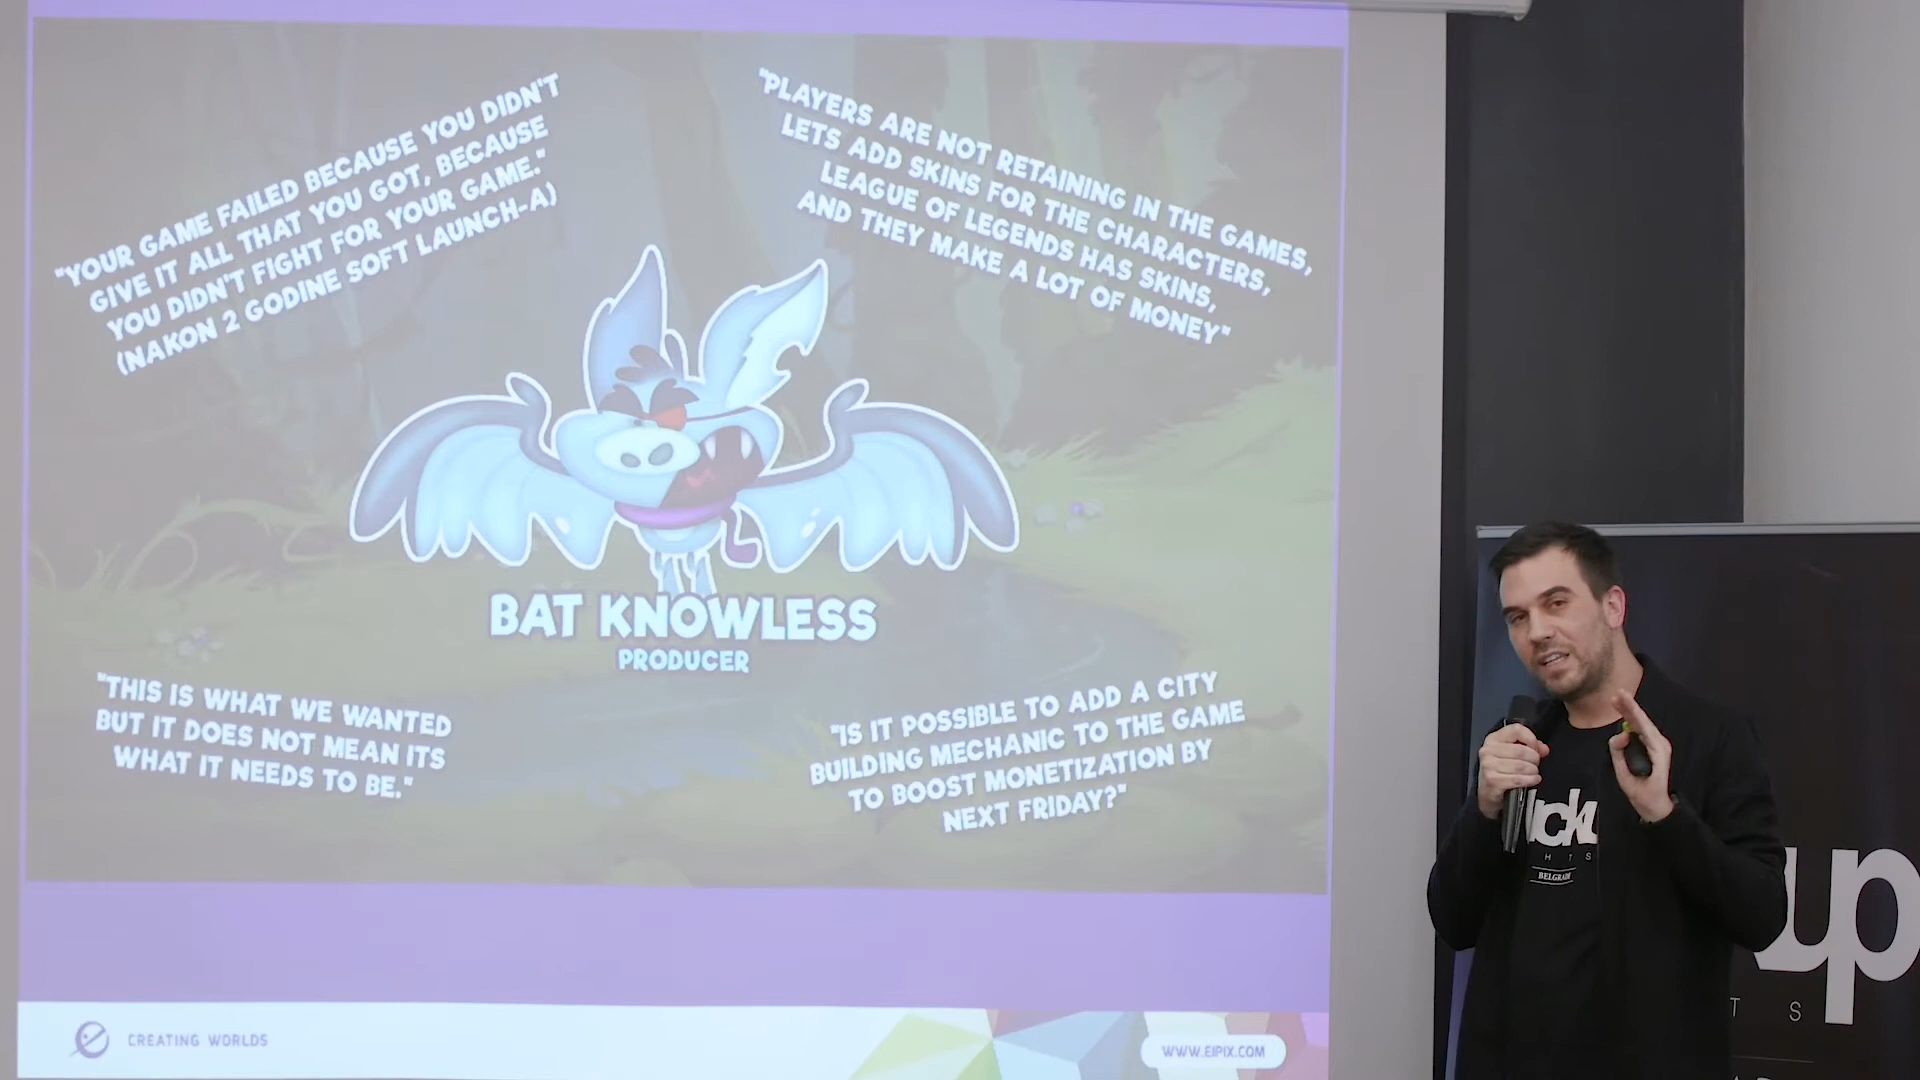 "YOUR GAME FAILED BECAUSE YOU DIDN'T
GIVE IT ALL THAT YOU GOT, BECAUSE
YOU DIDN'T FIGHT FOR YOUR GAME."
(NAKON 2 GODINE SOFT LAUNCH-A)
"PLAYERS ARE NOT RETAINING IN THE GAMES,
LETS ADD SKINS FOR THE CHARACTERS,
LEAGUE OF LEGENDS HAS SKINS,
AND THEY MAKE A LOT OF MONEY"
BAT KNOWLESS
PRODUCER
"THIS IS WHAT WE WANTED
BUT IT DOES NOT MEAN ITS
WHAT IT NEEDS TO BE."
"IS IT POSSIBLE TO ADD A CITY
BUILDING MECHANIC TO THE GAME
TO BOOST MONETIZATION BY
NEXT FRIDAY?"
CREATING WORLDS
WWW.EIPIX.COM
HTS
BELGRADE
up
TS